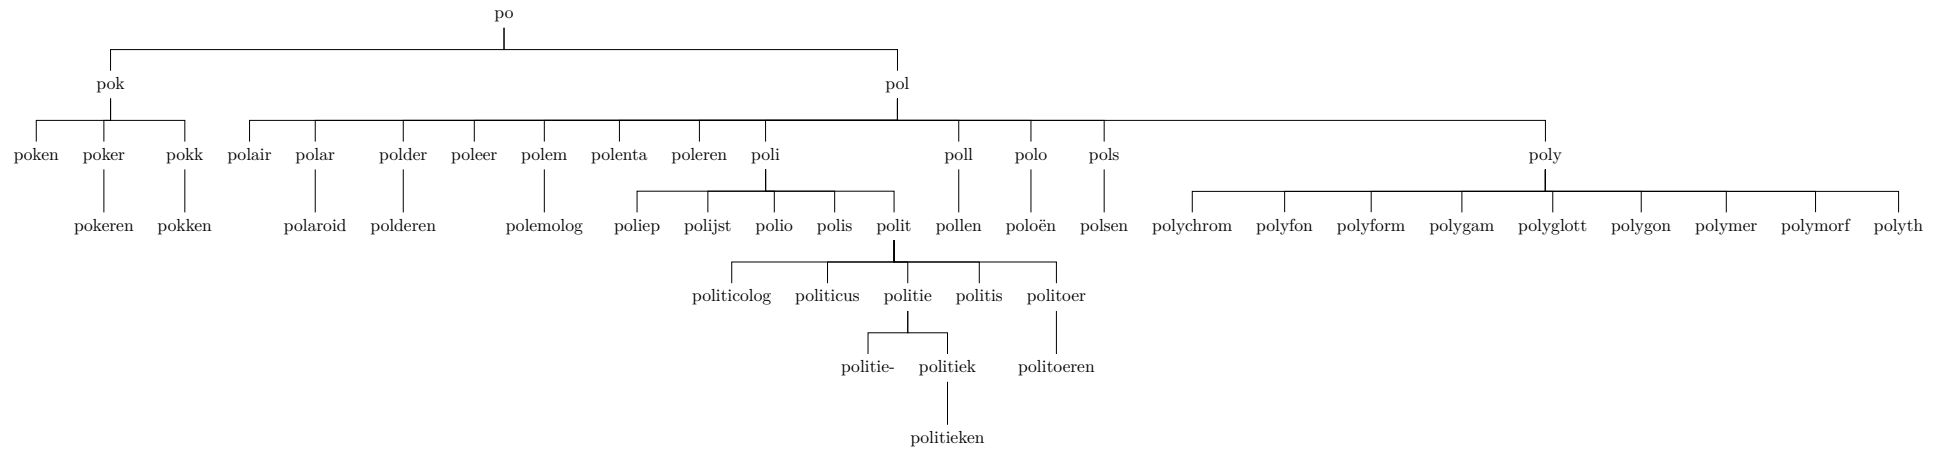 po
pok pol
poken poker pokk polair polar polder poleer polem polenta poleren poli poll polo pols poly
pokeren pokken polaroid polderen polemolog poliep polijst polio polis polit pollen poloën polsen polychrom polyfon polyform polygam polyglott polygon polymer polymorf polyth
politicolog politicus politie politis politoer
politie- politiek politoeren
politieken